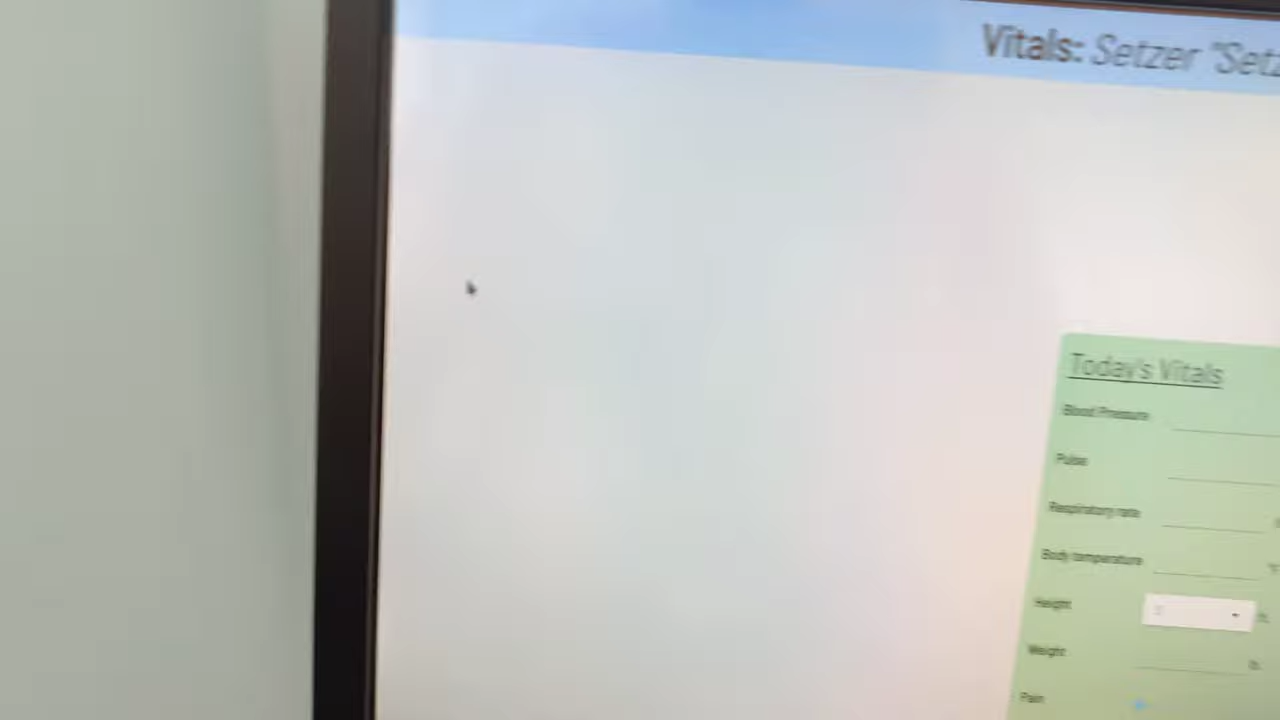 Vitals: Setzer "Setz
Today's Vitals
Blood Pressure
Pulse
Respiratory rate
Body temperature
Height
Weight
Pain